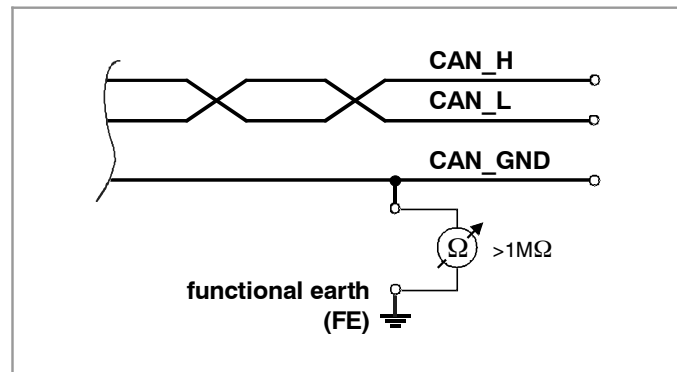 CAN_H
CAN_L
CAN_GND
Ω >1MΩ
functional earth
(FE)